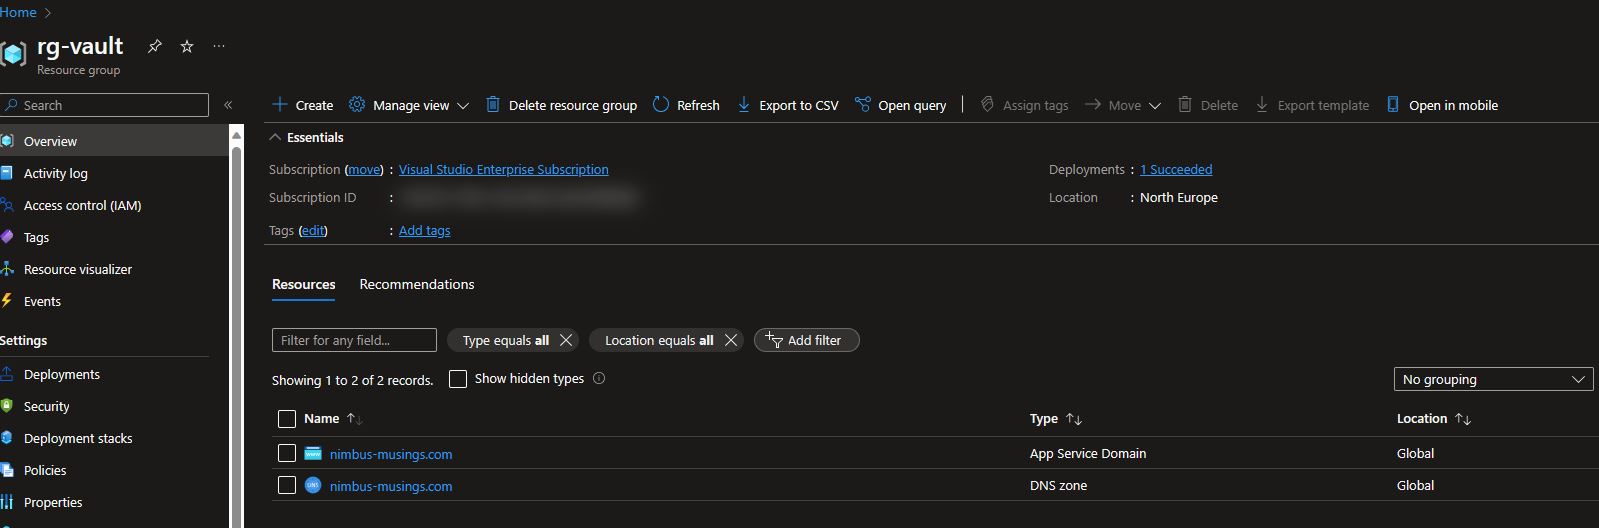 Home >
rg-vault
Resource group
Search
Overview
Activity log
Access control (IAM)
Tags
Resource visualizer
Events
Settings
Deployments
Security
Deployment stacks
Policies
Properties
Create Manage view Delete resource group Refresh Export to CSV Open query Assign tags Move Delete Export template Open in mobile
Essentials
Subscription (move) : Visual Studio Enterprise Subscription
Subscription ID :
Tags (edit) : Add tags
Deployments : 1 Succeeded
Location : North Europe
Resources Recommendations
Filter for any field... Type equals all Location equals all Add filter
Showing 1 to 2 of 2 records. Show hidden types No grouping
Name Type Location
nimbus-musings.com App Service Domain Global
nimbus-musings.com DNS zone Global